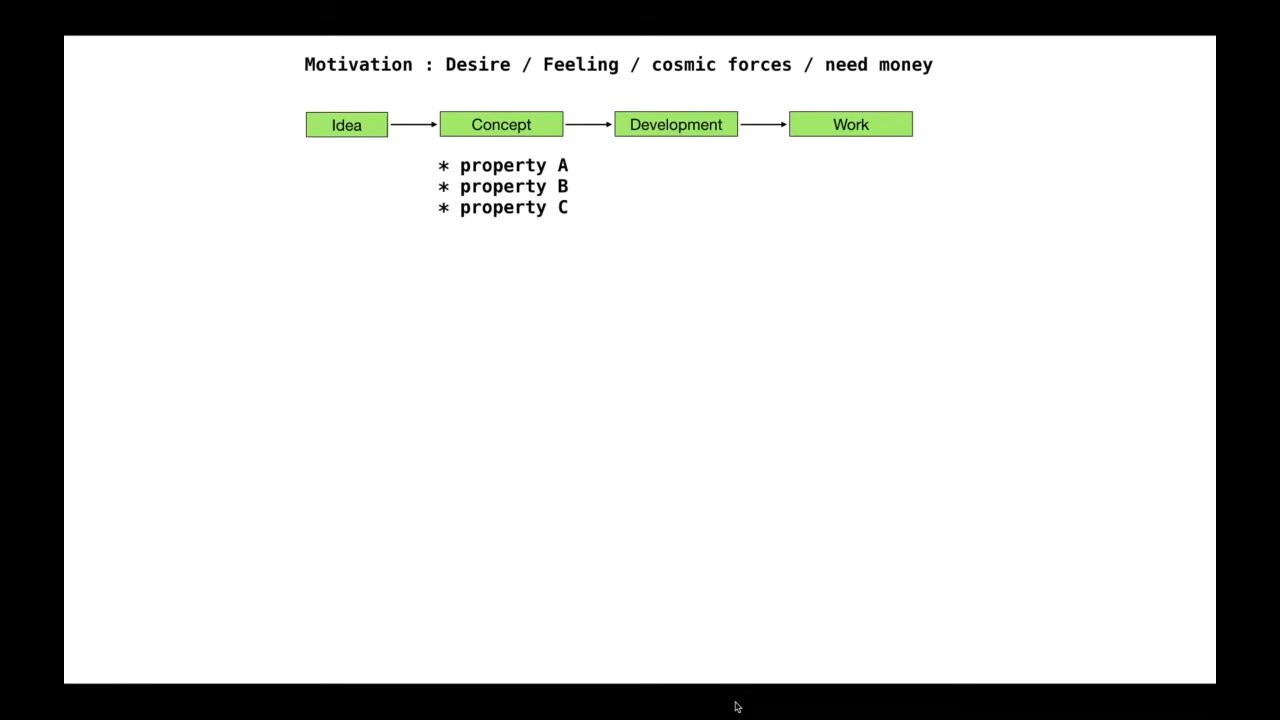 Motivation : Desire / Feeling / cosmic forces / need money
Idea Concept Development Work
* property A
* property B
* property C